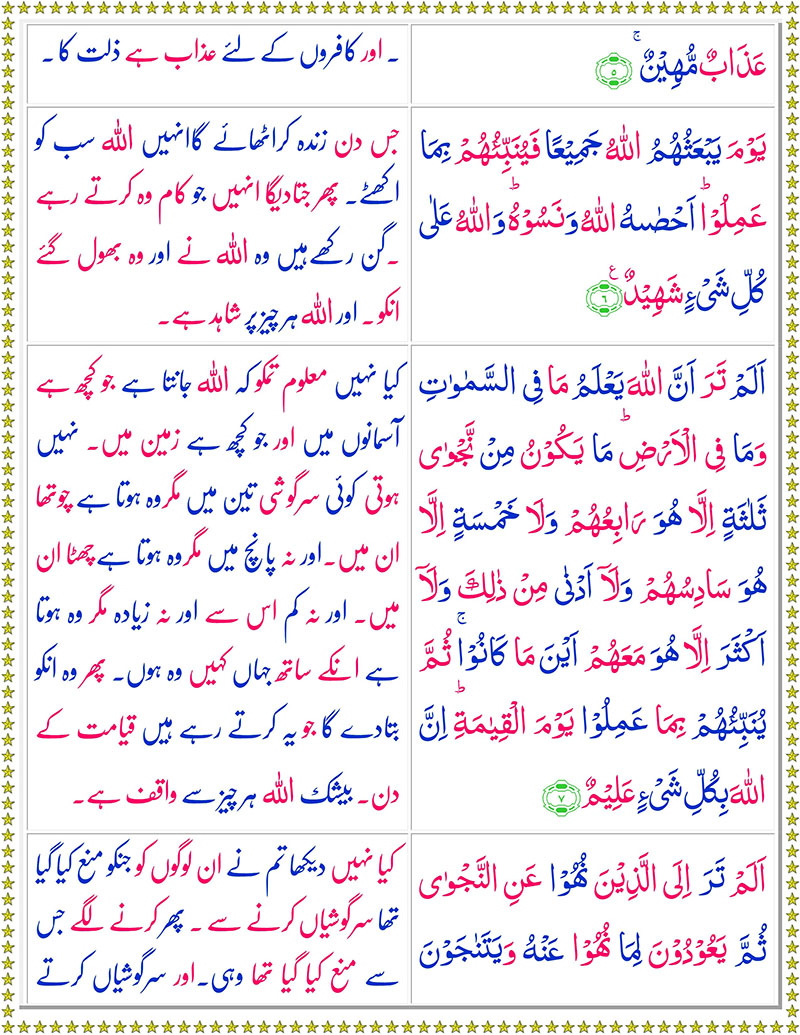 عَذَابٌ مُّهِيْنٌ ۚ ﴿۵﴾
۔ اور کافروں کے لئے عذاب ہے ذلت کا ۔
يَوْمَ يَبْعَثُهُمُ اللّٰهُ جَمِيْعًا فَيُنَبِّئُهُمْ بِمَا
عَمِلُوْا ؕ اَحْصٰىهُ اللّٰهُ وَنَسُوْهُ ؕ وَاللّٰهُ عَلٰى
كُلِّ شَىْءٍ شَهِيْدٌ ﴿۶﴾ ع
جس دن زندہ کراٹھائے گا انہیں اللہ سب کو
اکھٹے۔ پھر جتادیگا انہیں جو کام وہ کرتے رہے
۔گن رکھے ہیں وہ اللہ نے اور وہ بھول گئے
انکو۔ اور اللہ ہر چیز پر شاہد ہے۔
اَلَمْ تَرَ اَنَّ اللّٰهَ يَعْلَمُ مَا فِى السَّمٰوٰتِ
وَمَا فِى الْاَرْضِ ؕ مَا يَكُوْنُ مِنْ نَّجْوٰى
ثَلٰثَةٍ اِلَّا هُوَ رَابِعُهُمْ وَلَا خَمْسَةٍ اِلَّا
هُوَ سَادِسُهُمْ وَلَاۤ اَدْنٰى مِنْ ذٰلِكَ وَلَاۤ
اَكْثَرَ اِلَّا هُوَ مَعَهُمْ اَيْنَ مَا كَانُوْا ۚ ثُمَّ
يُنَبِّئُهُمْ بِمَا عَمِلُوْا يَوْمَ الْقِيٰمَةِ ؕ اِنَّ
اللّٰهَ بِكُلِّ شَىْءٍ عَلِيْمٌ ﴿۷﴾
کیا نہیں معلوم تمکو کہ اللہ جانتا ہے جو کچھ ہے
آسمانوں میں اور جو کچھ ہے زمین میں۔ نہیں
ہوتی کوئی سرگوشی تین میں مگر وہ ہوتا ہے چوتھا
ان میں۔اور نہ پانچ میں مگر وہ ہوتا ہے چھٹا ان
میں۔ اور نہ کم اس سے اور نہ زیادہ مگر وہ ہوتا
ہے انکے ساتھ جہاں کہیں وہ ہوں۔ پھر وہ انکو
بتادے گا جو یہ کرتے رہے ہیں قیامت کے
دن۔ بیشک اللہ ہر چیز سے واقف ہے۔
اَلَمْ تَرَ اِلَى الَّذِيْنَ نُهُوْا عَنِ النَّجْوٰى
ثُمَّ يَعُوْدُوْنَ لِمَا نُهُوْا عَنْهُ وَيَتَنٰجَوْنَ
کیا نہیں دیکھا تم نے ان لوگوں کو جنکو منع کیا گیا
تھا سرگوشیاں کرنے سے ۔ پھر کرنے لگے جس
سے منع کیا گیا تھا وہی۔اور سرگوشیاں کرتے